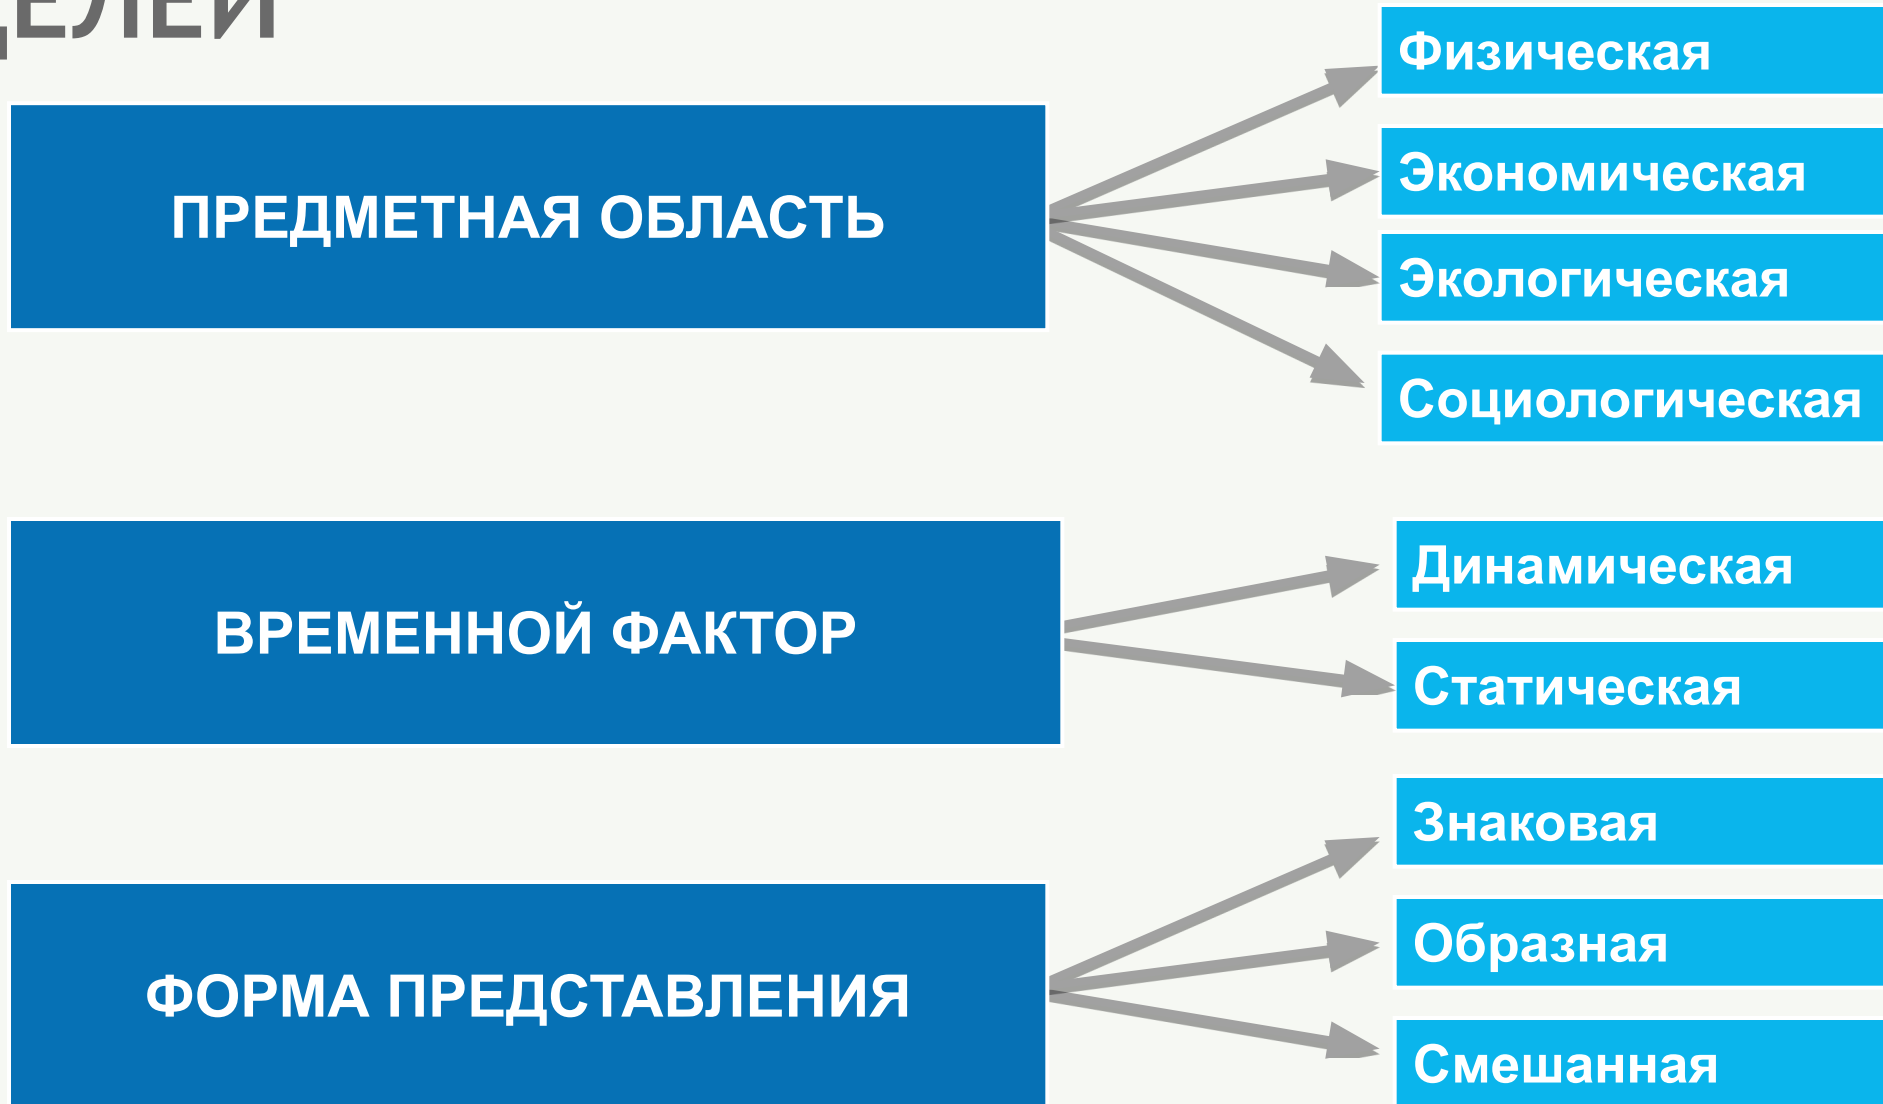 ПРЕДМЕТНАЯ ОБЛАСТЬ
Физическая
Экономическая
Экологическая
Социологическая
ВРЕМЕННОЙ ФАКТОР
Динамическая
Статическая
ФОРМА ПРЕДСТАВЛЕНИЯ
Знаковая
Образная
Смешанная